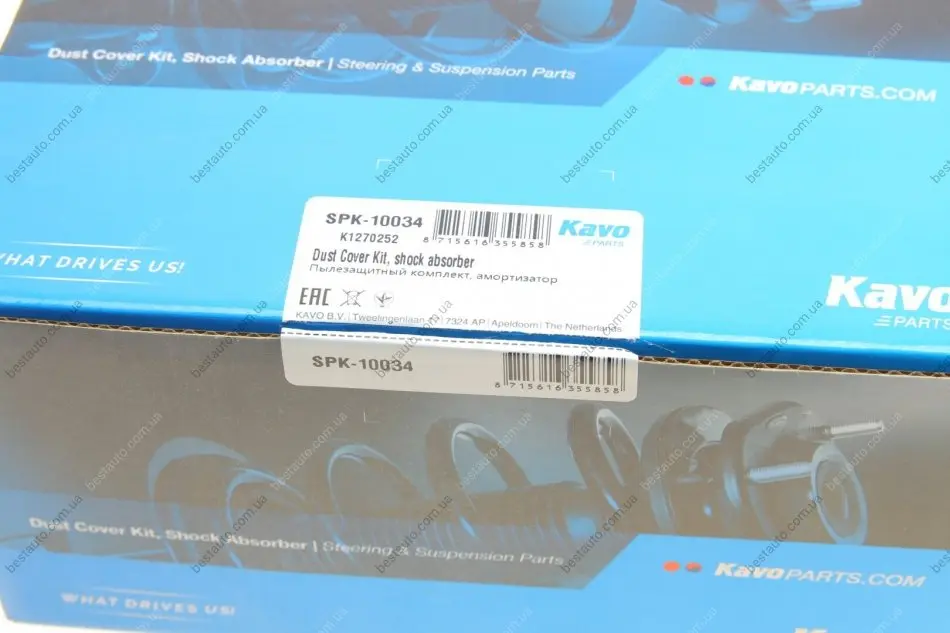 Dust Cover Kit, Shock Absorber | Steering & Suspension Parts
KavoPARTS.COM
SPK-10034
K1270252
8 715616 355858
Kavo
PARTS
Dust Cover Kit, shock absorber
Пылезащитный комплект, амортизатор
WHAT DRIVES US!
EAC
KAVO B.V. | Tweelingenlaan | 7324 AP | Apeldoorn | The Netherlands
Kavo
PARTS
SPK-10034
8 715616 355858
Dust Cover Kit, Shock Absorber | Steering & Suspension Parts
KavoPARTS.COM
WHAT DRIVES US!
bestauto.com.ua